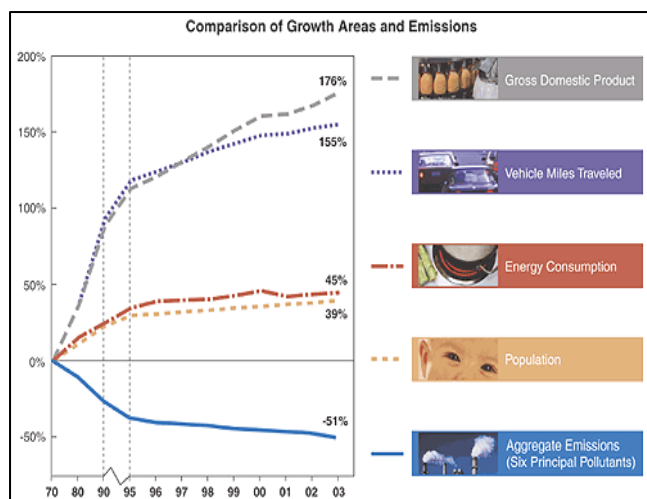 Comparison of Growth Areas and Emissions
200%
176%
Gross Domestic Product
155%
150%
Vehicle Miles Traveled
100%
50%
45%
Energy Consumption
39%
0%
Population
-51%
-50%
Aggregate Emissions
(Six Principal Pollutants)
70 80 90 95 96 97 98 99 00 01 02 03